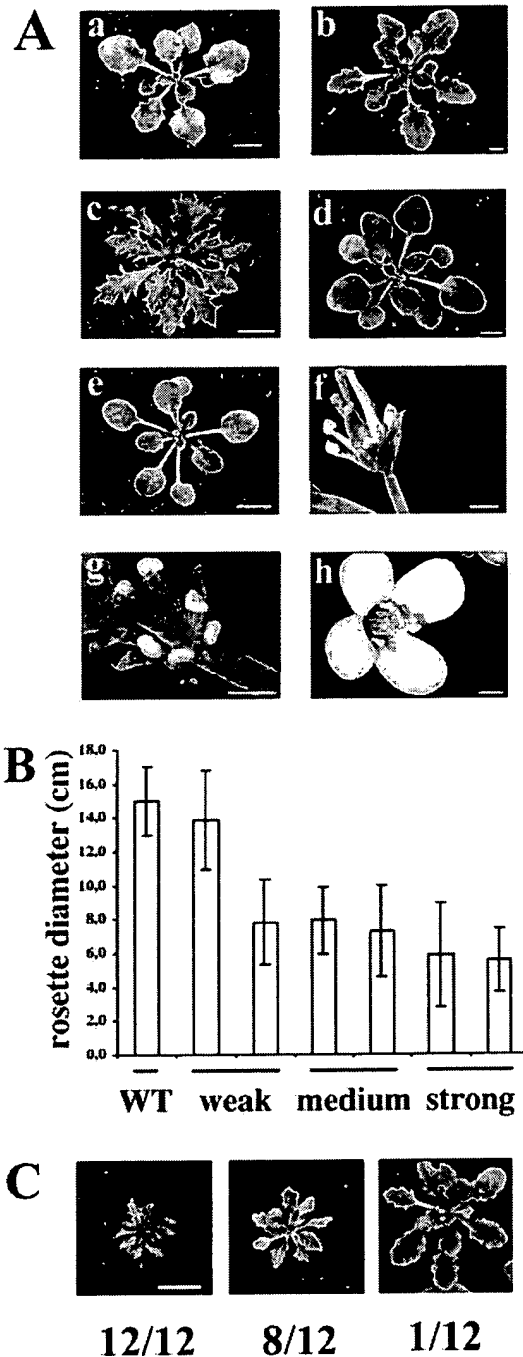 A
a
b
c
d
e
f
g
h
B
rosette diameter (cm)
18.0
16.0
14.0
12.0
10.0
8.0
6.0
4.0
2.0
0.0
WT weak medium strong
C
12/12 8/12 1/12